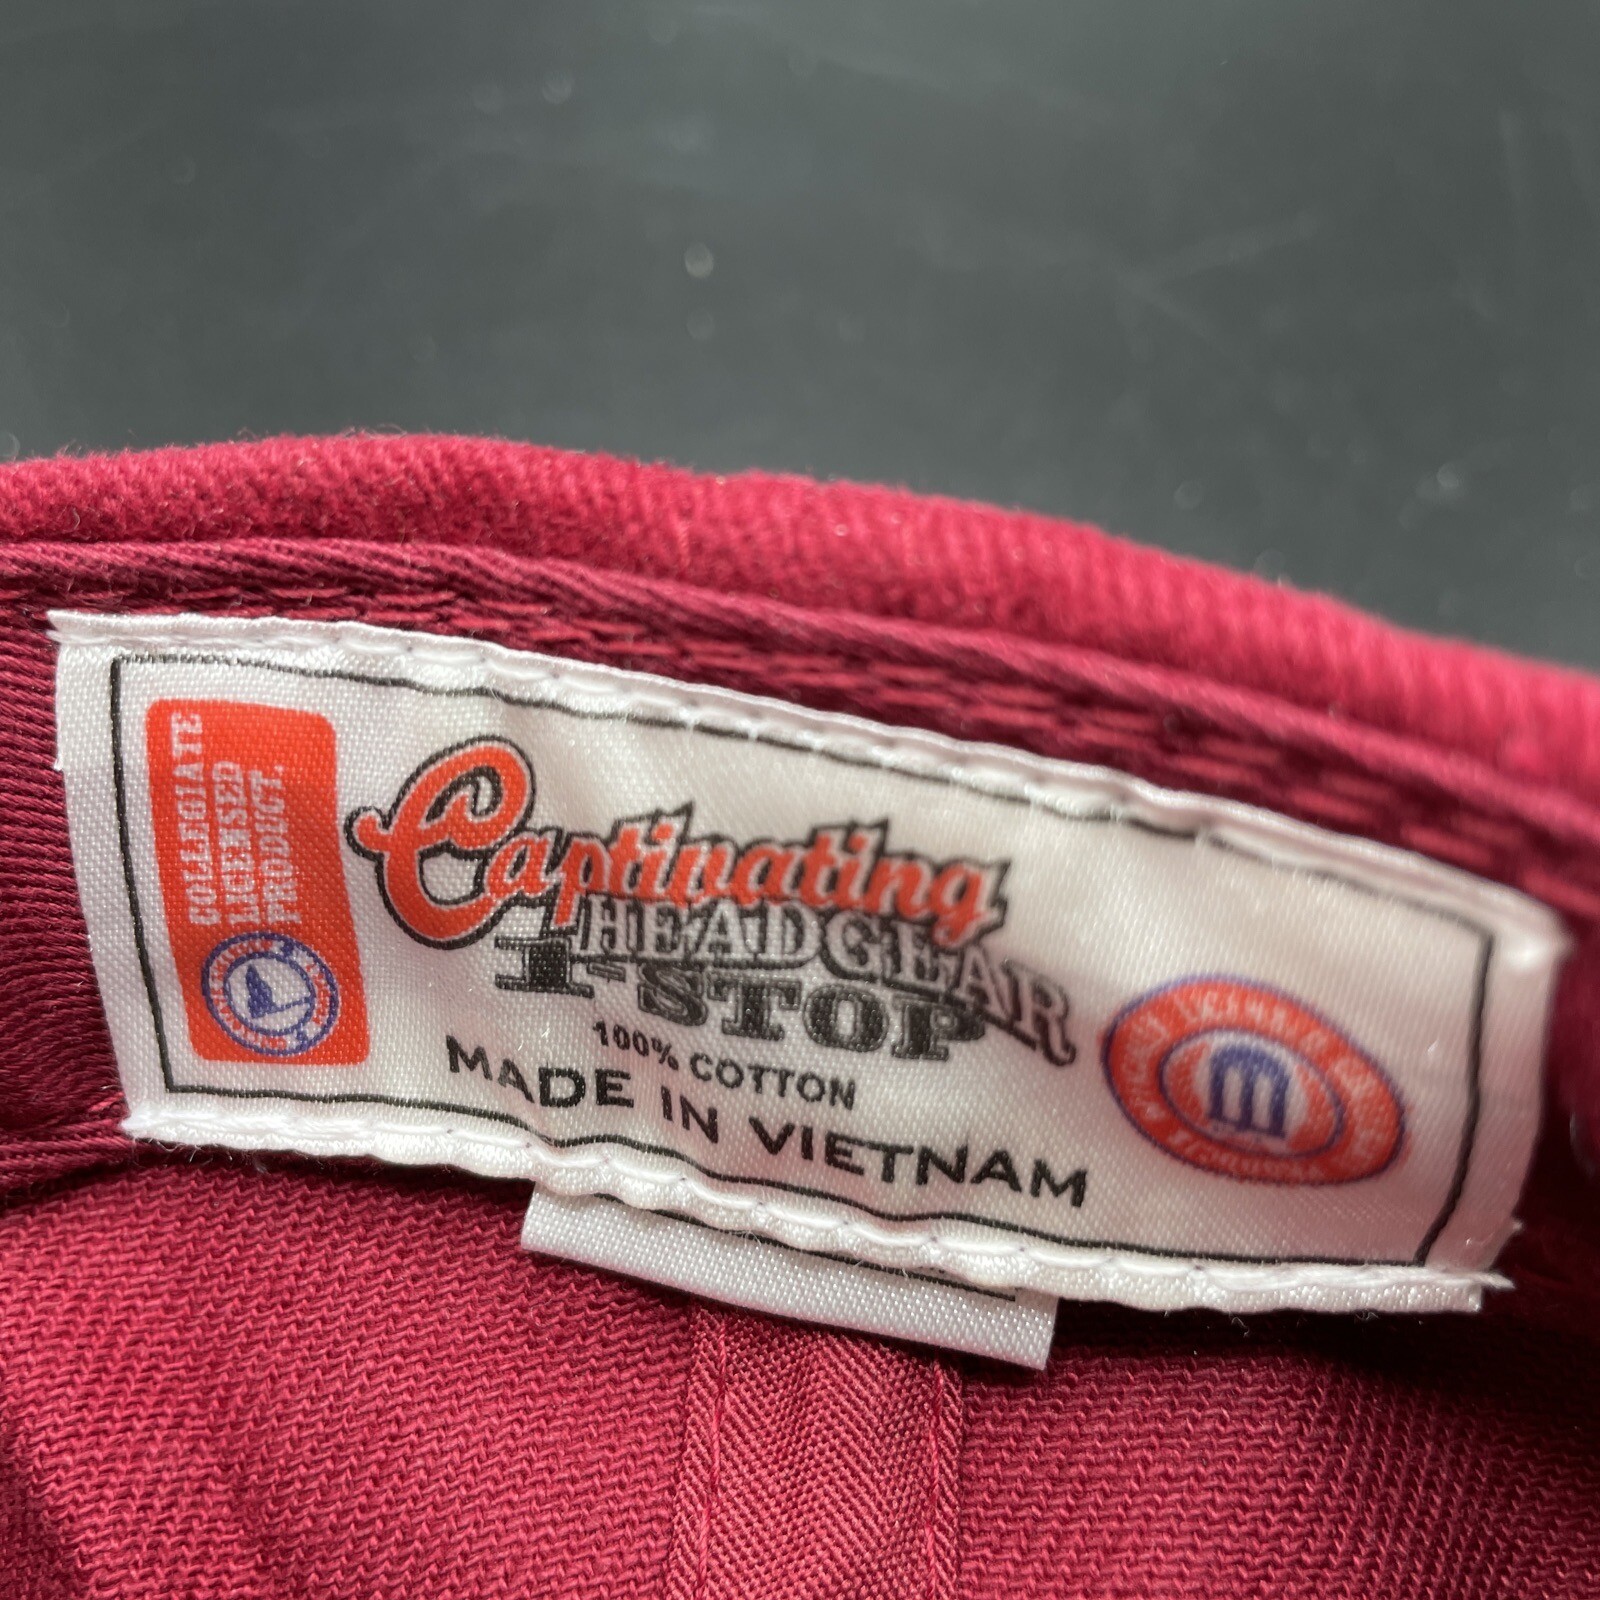 COLLEGIATE
LICENSED
PRODUCT.
Captivating
HEADGEAR
1-STOP
100% COTTON
MADE IN VIETNAM
m